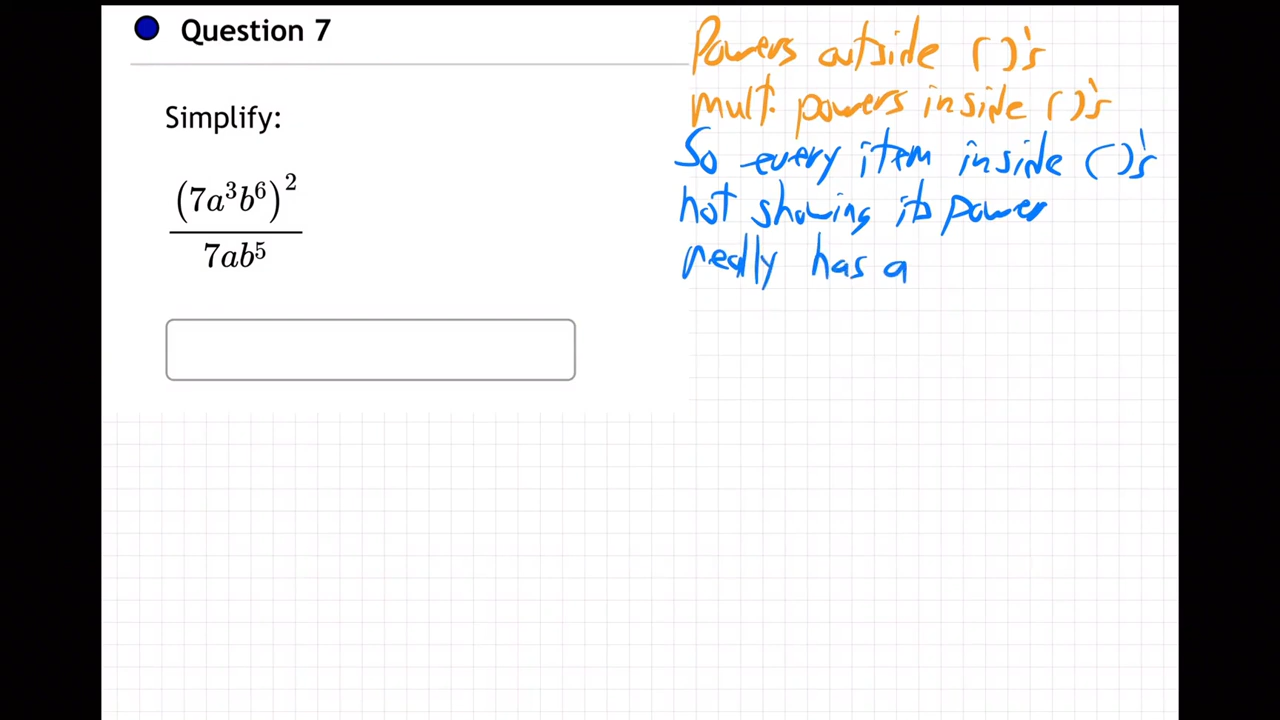 Question 7
Simplify:
(7a³b⁶)²
7ab⁵
Powers outside ( )'s
mult. powers inside ( )'s
So every item inside ( )'s
not showing its power
really has a